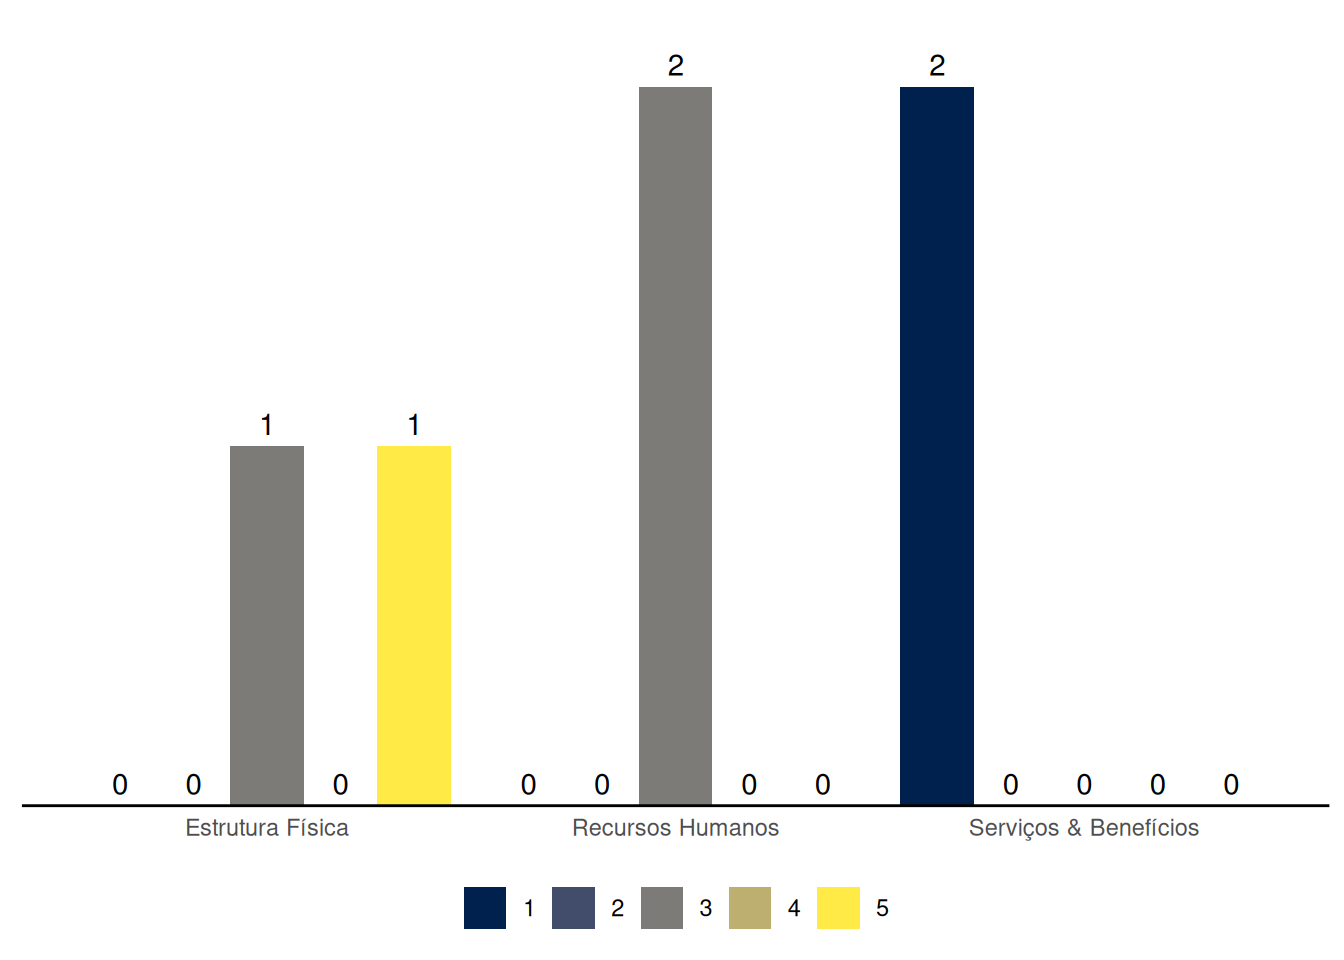 2 2
1 1
0 0 0 0 0 0 0 0 0 0 0
Estrutura Física Recursos Humanos Serviços & Benefícios
1 2 3 4 5